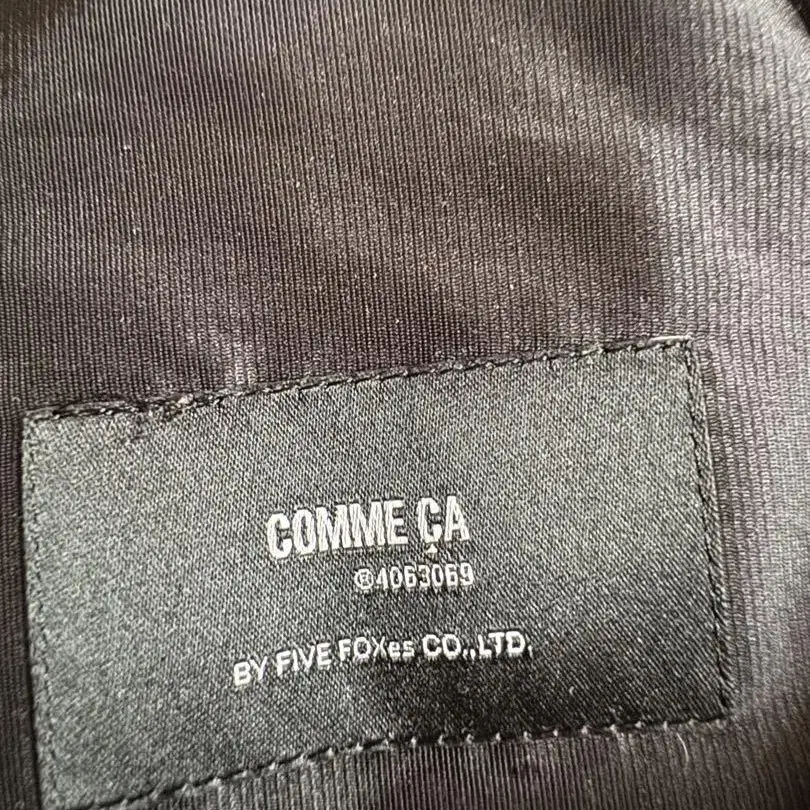 COMME ÇA
®4063069
BY FIVE FOXes CO.,LTD.